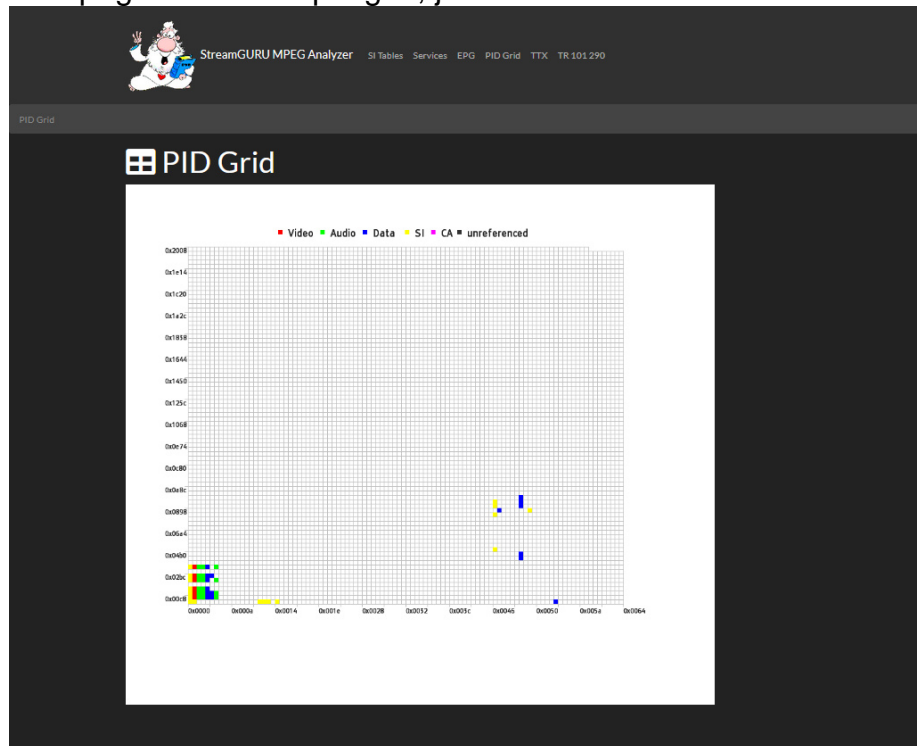 StreamGURU MPEG Analyzer SI Tables Services EPG PID Grid TTX TR 101 290
PID Grid
PID Grid
Video Audio Data SI CA unreferenced
0x2008
0x1e14
0x1c20
0x1a2c
0x1838
0x1644
0x1450
0x125c
0x1068
0x0e74
0x0c80
0x0a8c
0x0898
0x06a4
0x04b0
0x02bc
0x00c8
0x0000 0x000a 0x0014 0x001e 0x0028 0x0032 0x003c 0x0046 0x0050 0x005a 0x0064